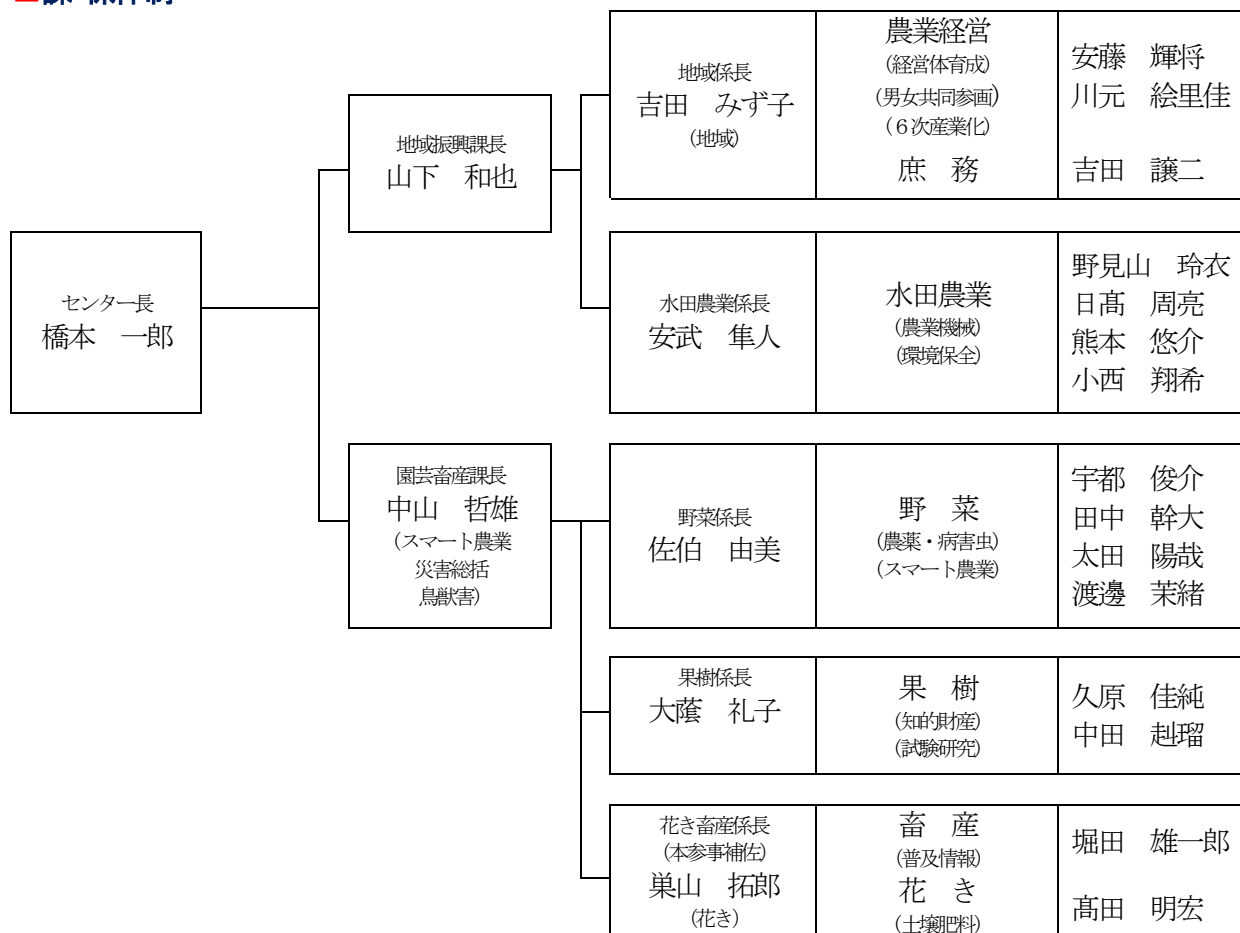 センター長
橋本　一郎
地域振興課長
山下　和也
地域係長
吉田　みず子
(地域)
農業経営
(経営体育成)
(男女共同参画)
(６次産業化)
庶　務
安藤　輝将
川元　絵里佳
吉田　譲二
水田農業係長
安武　隼人
水田農業
(農業機械)
(環境保全)
野見山　玲衣
日髙　周亮
熊本　悠介
小西　翔希
園芸畜産課長
中山　哲雄
(スマート農業
災害総括
鳥獣害)
野菜係長
佐伯　由美
野　菜
(農薬・病害虫)
(スマート農業)
宇都　俊介
田中　幹大
太田　陽哉
渡邊　茉緒
果樹係長
大蔭　礼子
果　樹
(知的財産)
(試験研究)
久原　佳純
中田　赳瑠
花き畜産係長
(本参事補佐)
巣山　拓郎
(花き)
畜　産
(普及情報)
花　き
(土壌肥料)
堀田　雄一郎
髙田　明宏